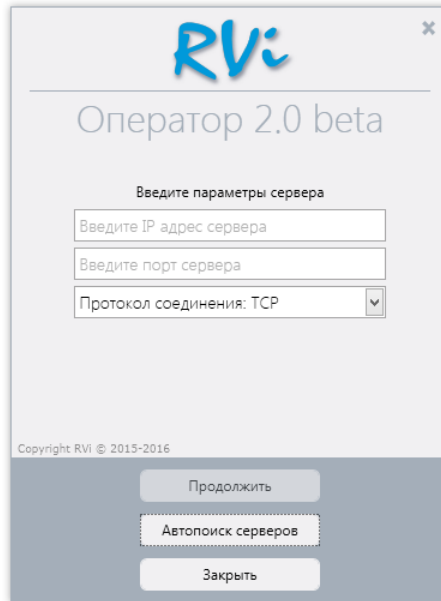 RVi
Оператор 2.0 beta
Введите параметры сервера
Введите IP адрес сервера
Введите порт сервера
Протокол соединения: TCP
Copyright RVi © 2015-2016
Продолжить
Автопоиск серверов
Закрыть